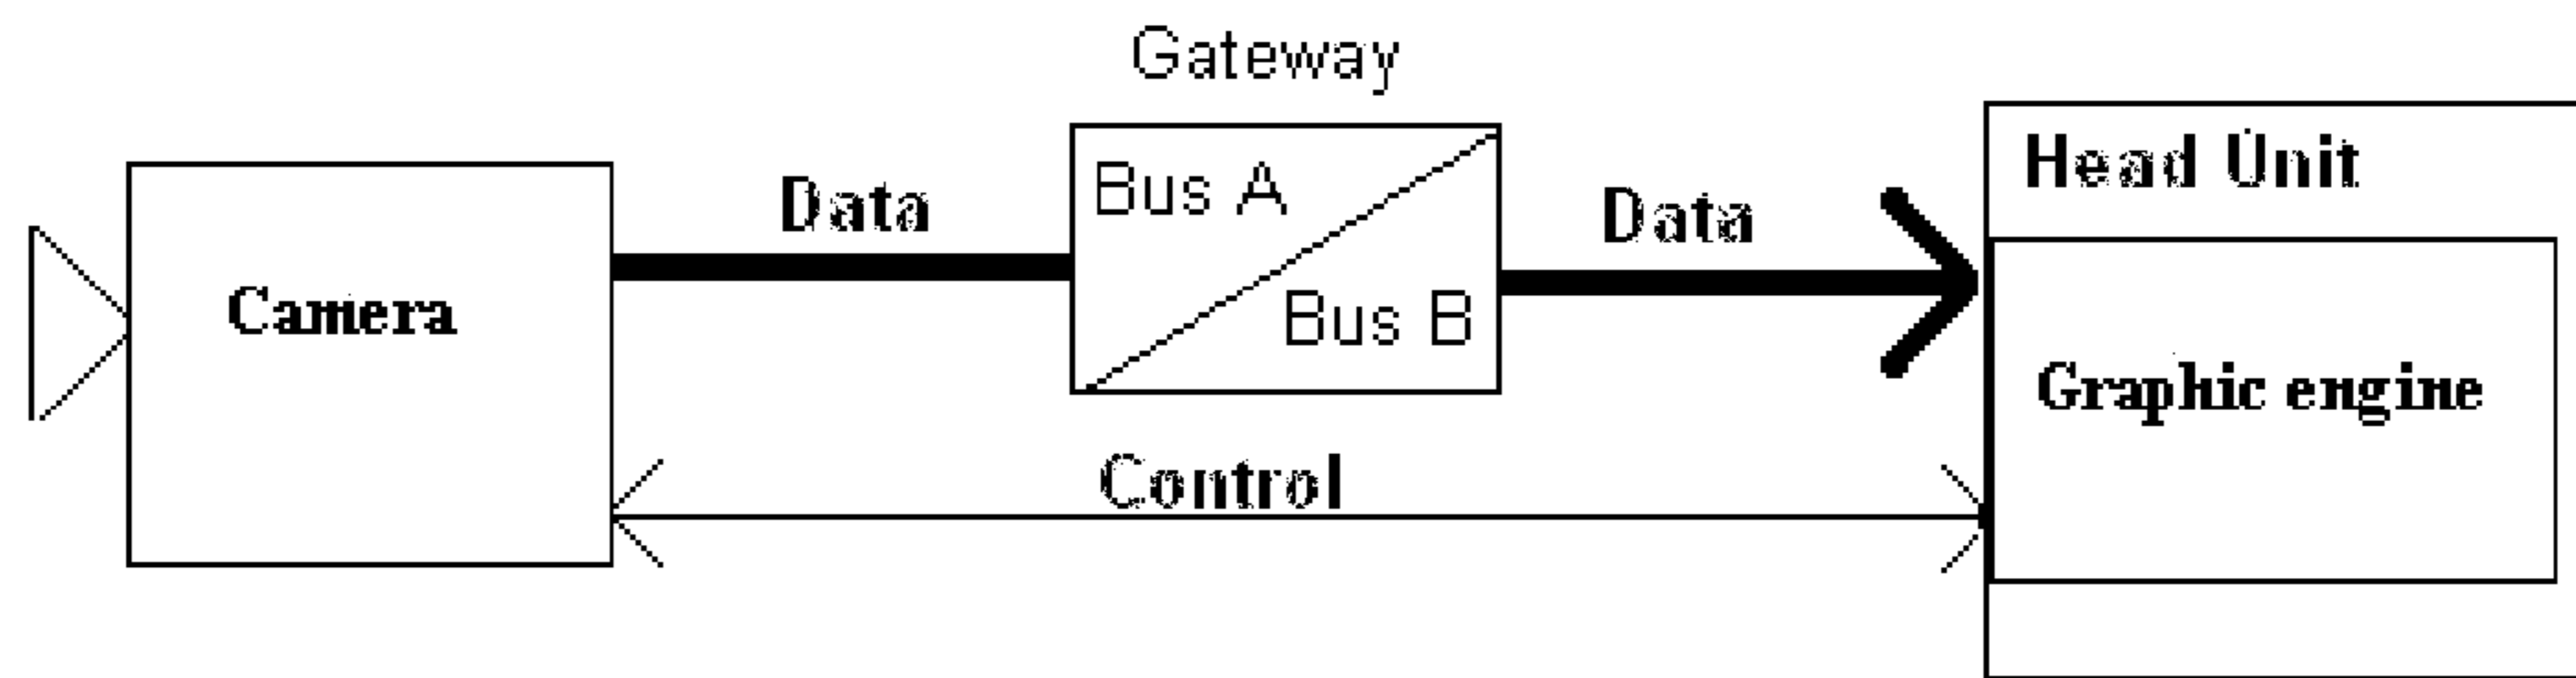 Gateway
Head Unit
Data
Bus A
Data
Camera
Bus B
Graphic engine
Control